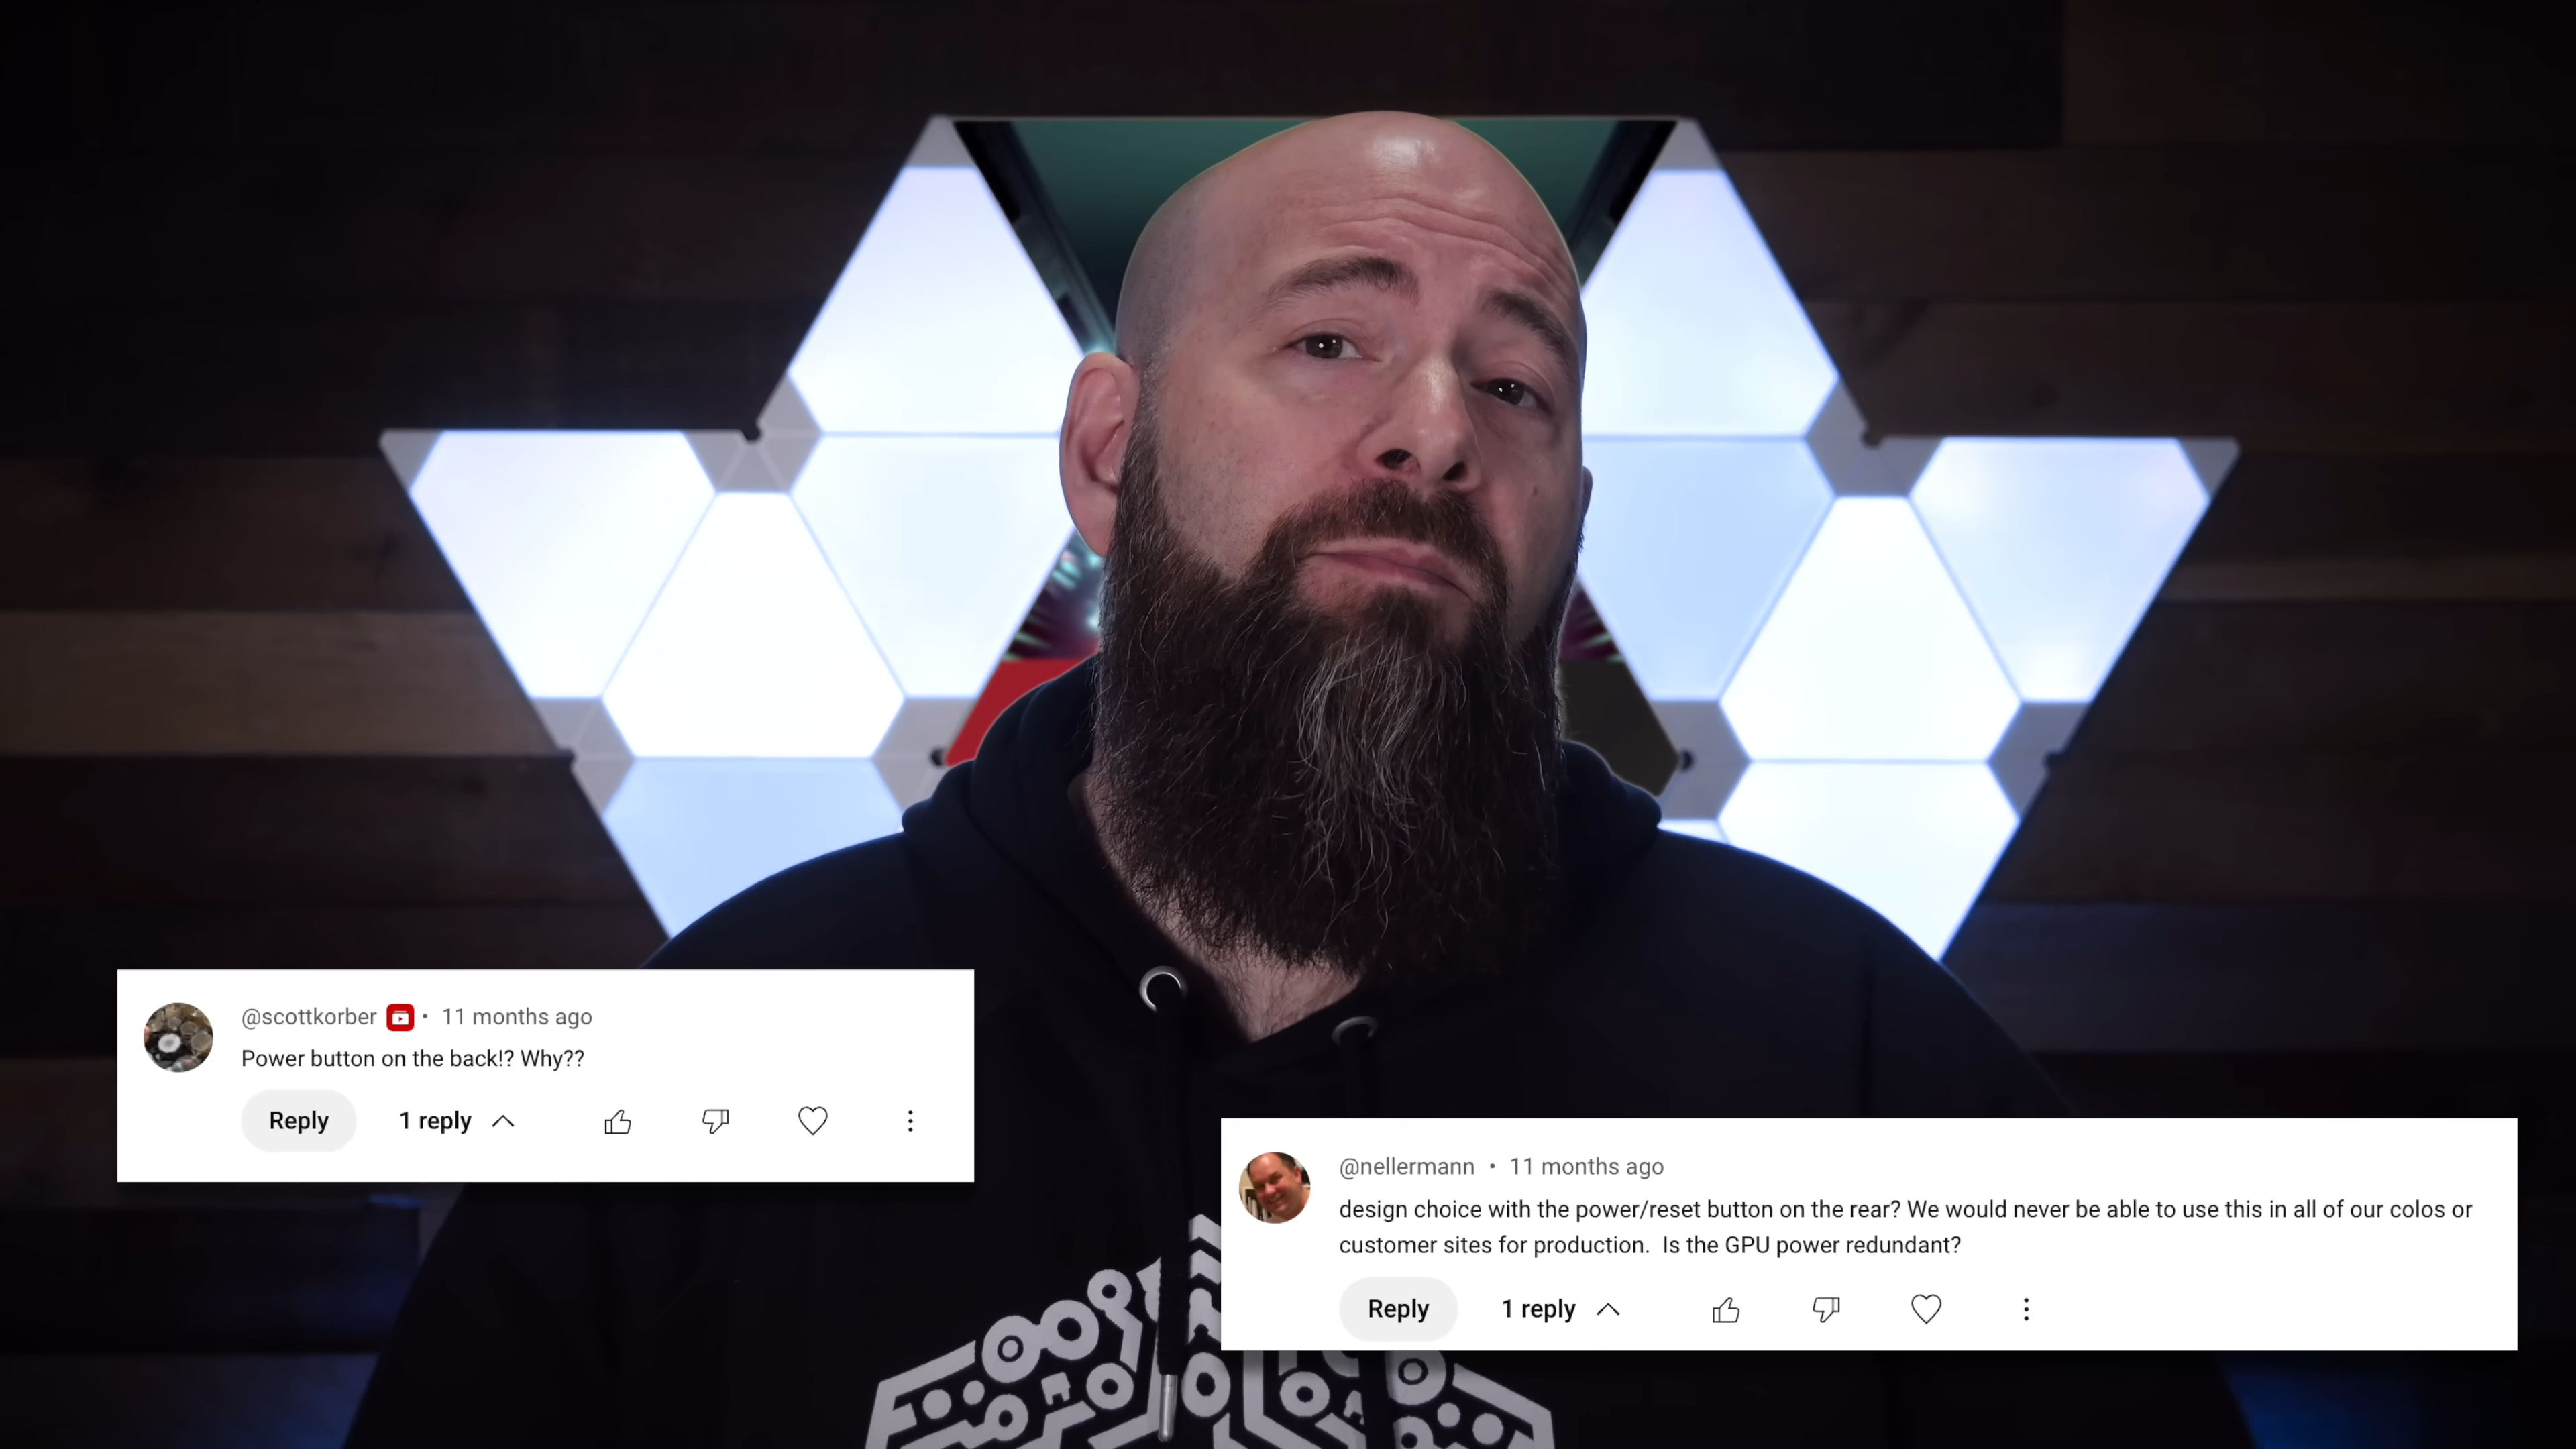 @scottkorber • 11 months ago
Power button on the back!? Why??
Reply 1 reply
@nellermann • 11 months ago
design choice with the power/reset button on the rear? We would never be able to use this in all of our colos or
customer sites for production. Is the GPU power redundant?
Reply 1 reply